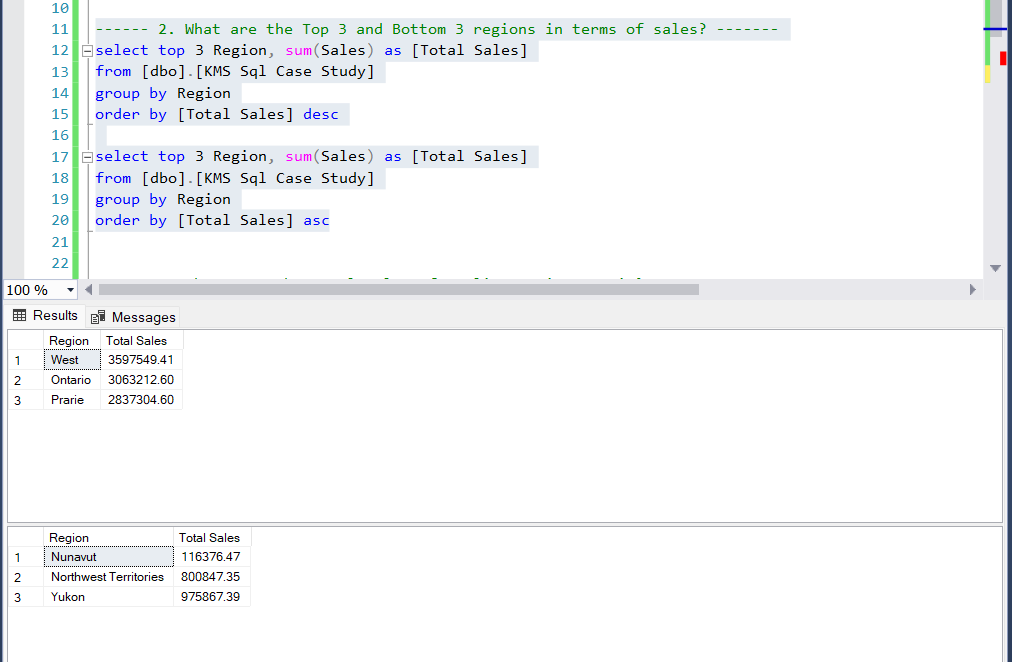 10
11 ------ 2. What are the Top 3 and Bottom 3 regions in terms of sales? -------
12 select top 3 Region, sum(Sales) as [Total Sales]
13 from [dbo].[KMS Sql Case Study]
14 group by Region
15 order by [Total Sales] desc
16
17 select top 3 Region, sum(Sales) as [Total Sales]
18 from [dbo].[KMS Sql Case Study]
19 group by Region
20 order by [Total Sales] asc
21
22
100 %
Results Messages
Region Total Sales
1 West 3597549.41
2 Ontario 3063212.60
3 Prarie 2837304.60
Region Total Sales
1 Nunavut 116376.47
2 Northwest Territories 800847.35
3 Yukon 975867.39